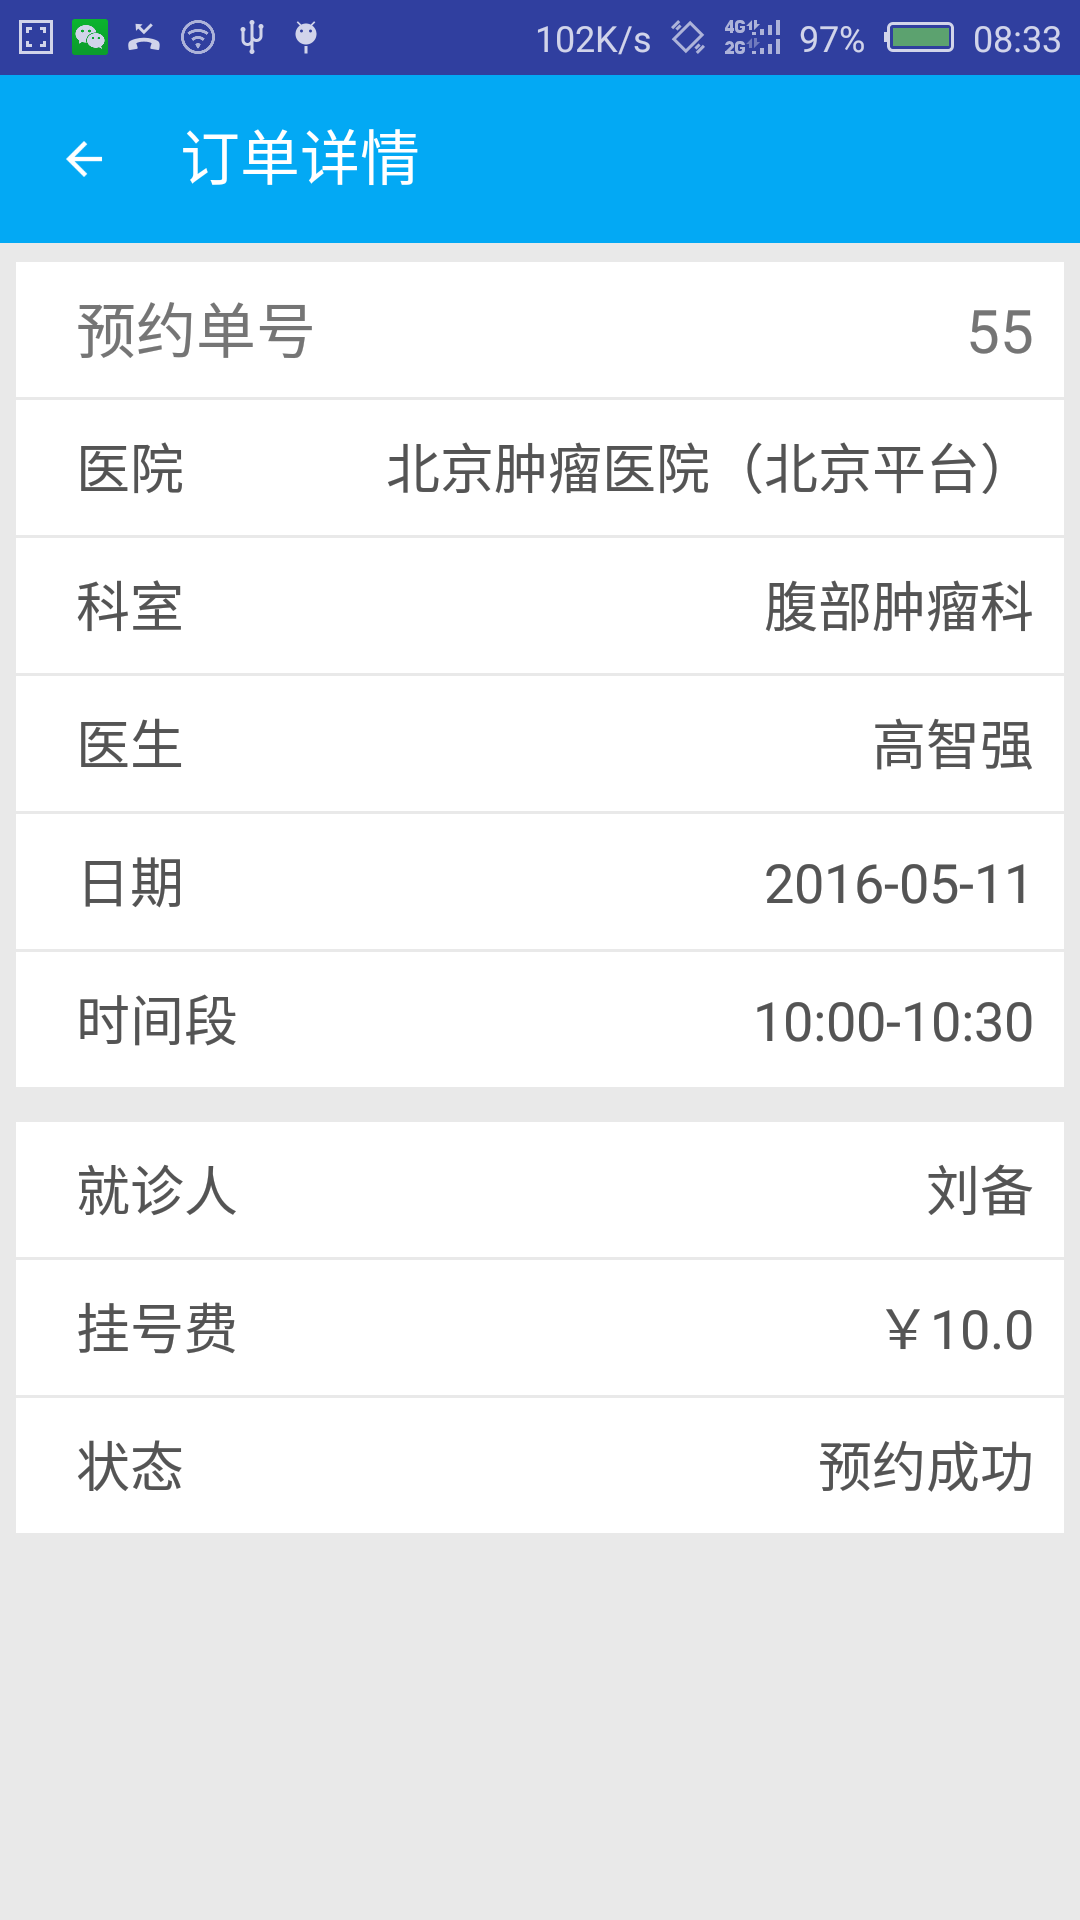 102K/s 4G 2G 97% 08:33
订单详情
预约单号 55
医院 北京肿瘤医院（北京平台）
科室 腹部肿瘤科
医生 高智强
日期 2016-05-11
时间段 10:00-10:30
就诊人 刘备
挂号费 ￥10.0
状态 预约成功